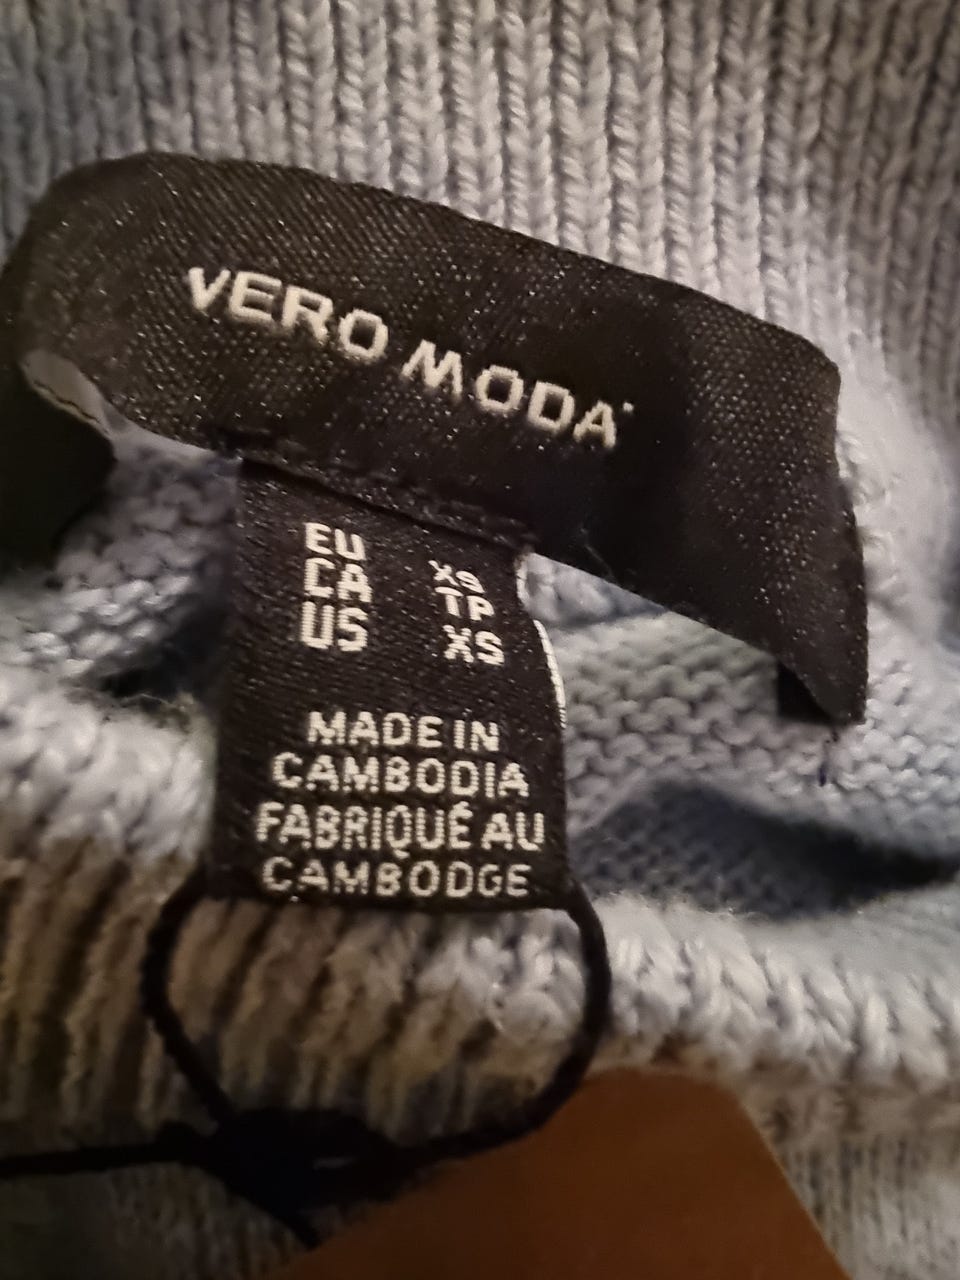 VERO MODA
EU XS
CA TP
US XS
MADE IN
CAMBODIA
FABRIQUÉ AU
CAMBODGE